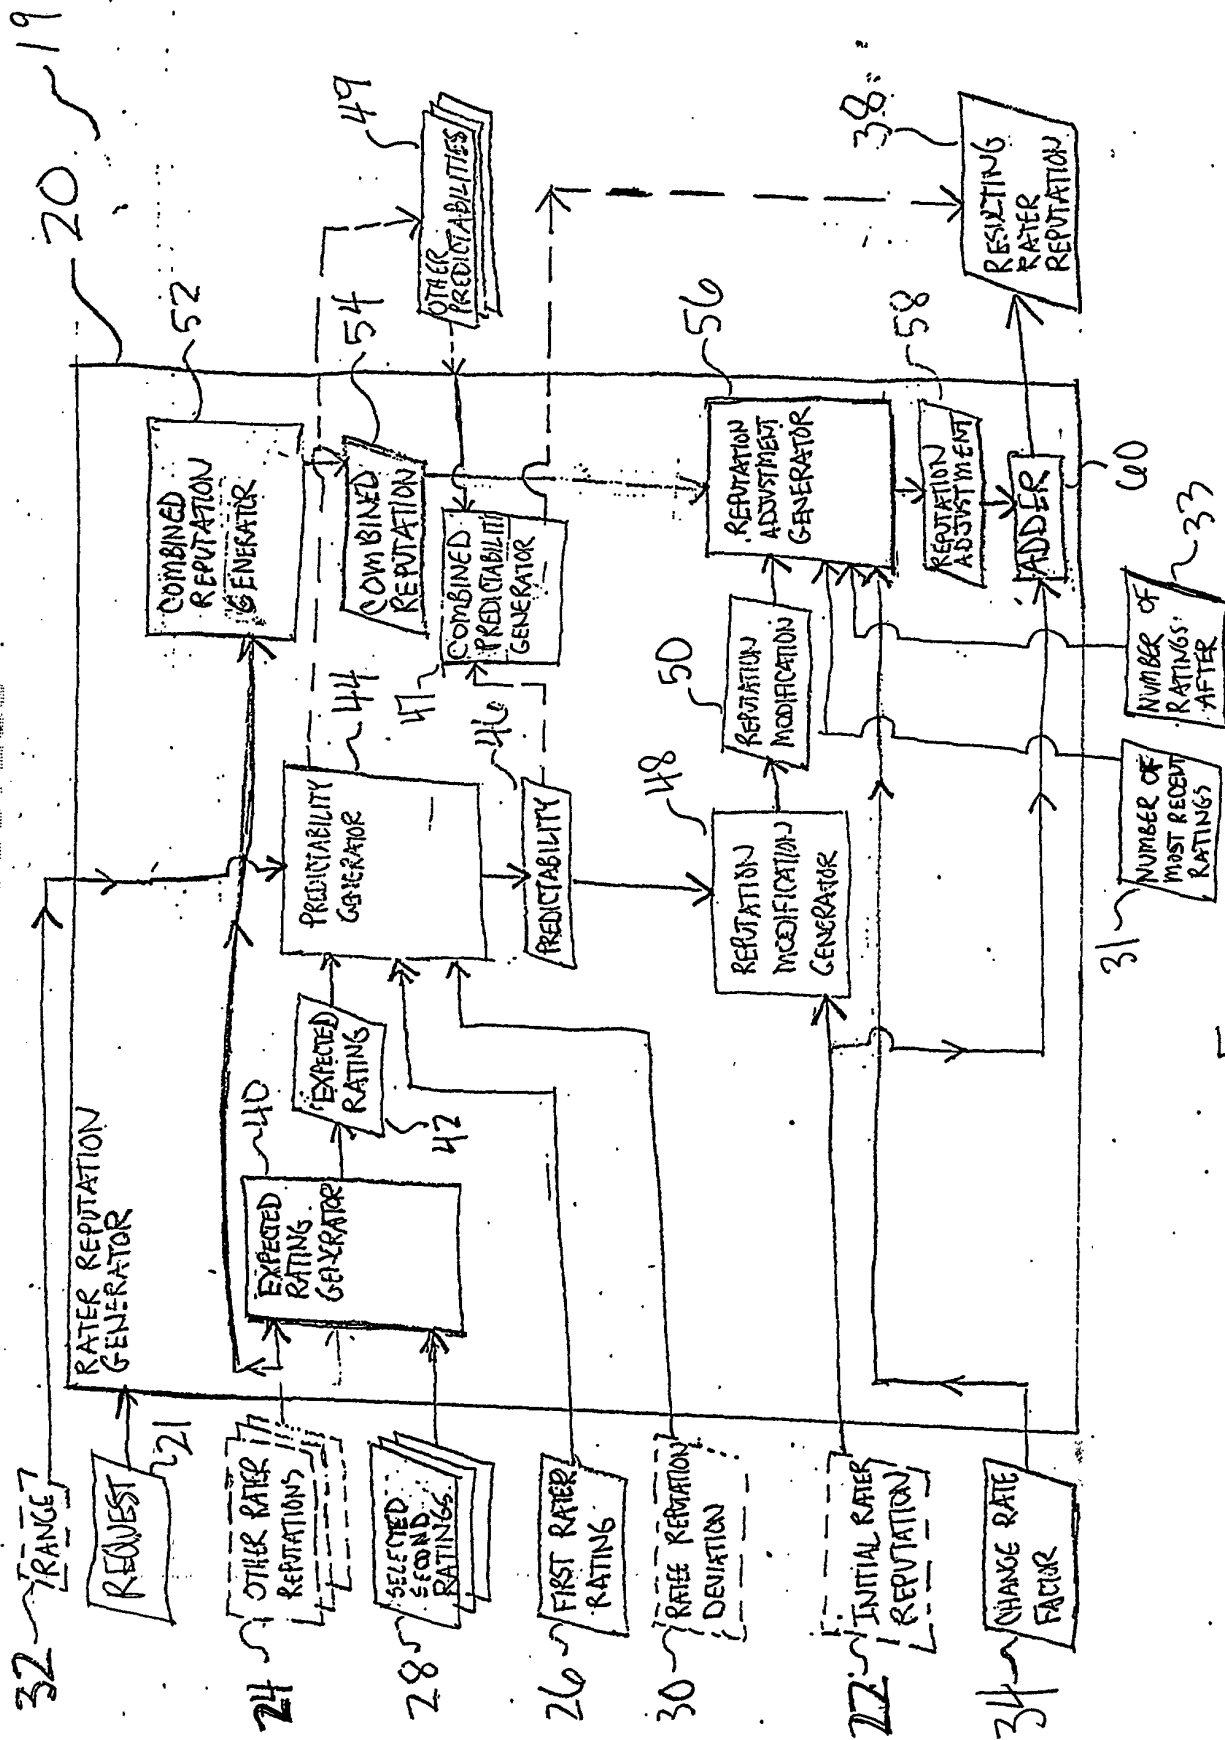 19
20
32
RANGE
REQUEST
21
24
OTHER RATER
REPUTATIONS
28
SELECTED
SECOND
RATINGS
26
FIRST RATER
RATING
30
RATEE REPUTATION
DEVIATION
22
INITIAL RATER
REPUTATION
34
CHANGE RATE
FACTOR
RATER REPUTATION
GENERATOR
40
EXPECTED
RATING
GENERATOR
EXPECTED
RATING
42
PREDICTABILITY
GENERATOR
44
PREDICTABILITY
46
COMBINED
REPUTATION
GENERATOR
52
COMBINED
REPUTATION
54
47
COMBINED
PREDICTABILITY
GENERATOR
OTHER
PREDICTABILITIES
49
REPUTATION
MODIFICATION
GENERATOR
48
REPUTATION
MODIFICATION
50
REPUTATION
ADJUSTMENT
GENERATOR
56
REPUTATION
ADJUSTMENT
58
ADDER
60
RESULTING
RATER
REPUTATION
38
NUMBER OF
MOST RECENT
RATINGS
31
NUMBER OF
RATINGS
AFTER
33